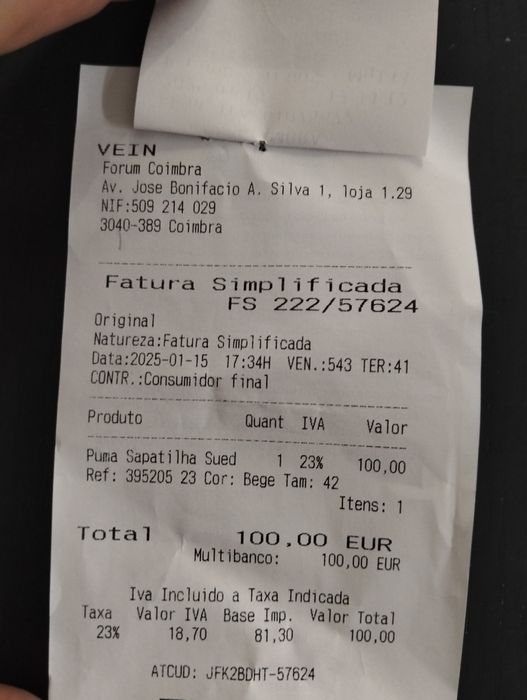 VEIN
Forum Coimbra
Av. Jose Bonifacio A. Silva 1, loja 1.29
NIF:509 214 029
3040-389 Coimbra
Fatura Simplificada
FS 222/57624
Original
Natureza:Fatura Simplificada
Data:2025-01-15 17:34H VEN.:543 TER:41
CONTR.:Consumidor final
Produto Quant IVA Valor
Puma Sapatilha Sued 1 23% 100,00
Ref: 395205 23 Cor: Bege Tam: 42
Itens: 1
Total 100,00 EUR
Multibanco: 100,00 EUR
Iva Incluido a Taxa Indicada
Taxa Valor IVA Base Imp. Valor Total
23% 18,70 81,30 100,00
ATCUD: JFK2BDHT-57624